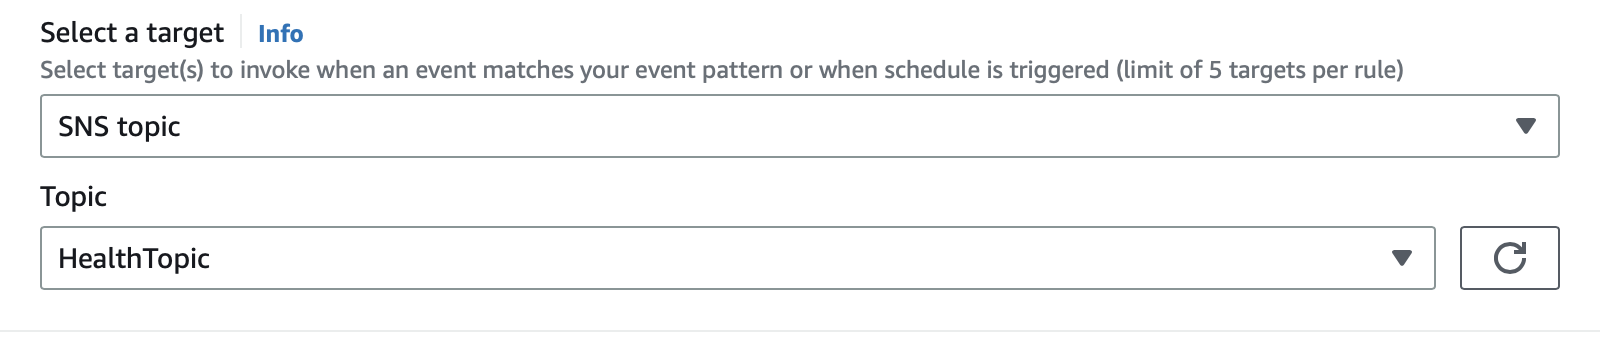 Select a target Info
Select target(s) to invoke when an event matches your event pattern or when schedule is triggered (limit of 5 targets per rule)
SNS topic
Topic
HealthTopic